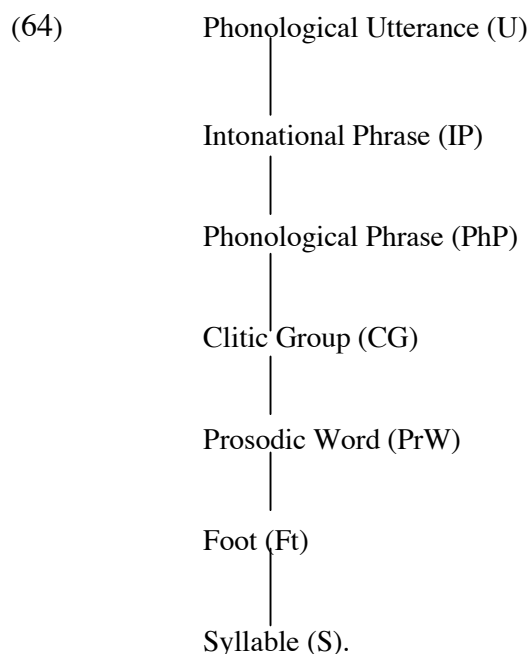 (64) Phonological Utterance (U)
Intonational Phrase (IP)
Phonological Phrase (PhP)
Clitic Group (CG)
Prosodic Word (PrW)
Foot (Ft)
Syllable (S).